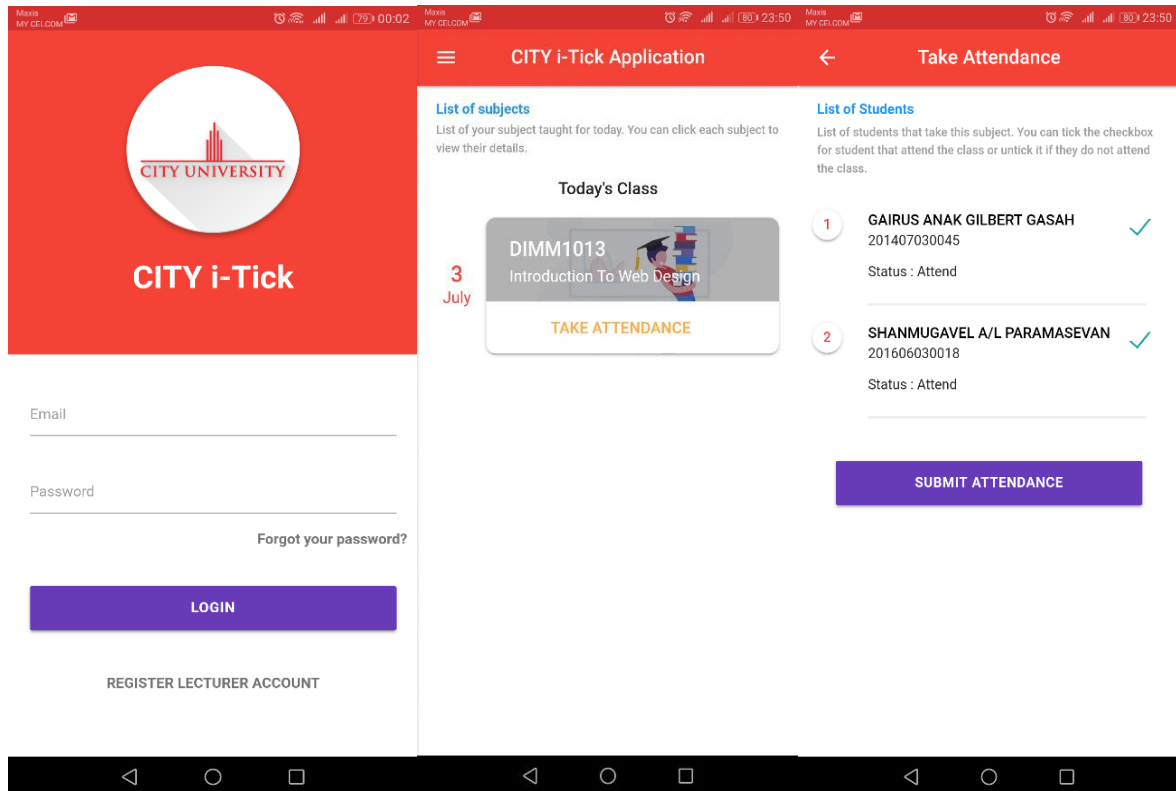 Maxis
MY CELCOM
79 00:02
CITY UNIVERSITY
CITY i-Tick
Email
Password
Forgot your password?
LOGIN
REGISTER LECTURER ACCOUNT
Maxis
MY CELCOM
80 23:50
CITY i-Tick Application
List of subjects
List of your subject taught for today. You can click each subject to
view their details.
Today's Class
3
July
DIMM1013
Introduction To Web Design
TAKE ATTENDANCE
Maxis
MY CELCOM
80 23:50
Take Attendance
List of Students
List of students that take this subject. You can tick the checkbox
for student that attend the class or untick it if they do not attend
the class.
1
GAIRUS ANAK GILBERT GASAH
201407030045
Status : Attend
2
SHANMUGAVEL A/L PARAMASEVAN
201606030018
Status : Attend
SUBMIT ATTENDANCE